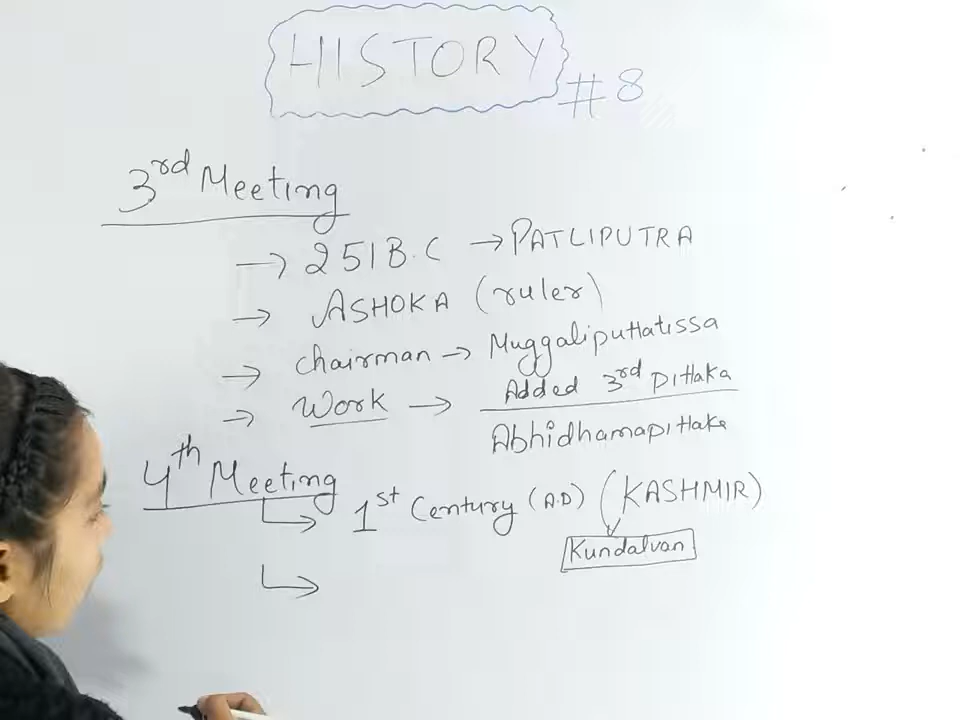 HISTORY #8
3rd Meeting
→ 251 B.C → PATLIPUTRA
→ ASHOKA (ruler)
→ chairman → Muggaliputtatissa
→ Work → Added 3rd pittaka
Abhidhamapittake
4th Meeting
1st Century (A.D) (KASHMIR)
Kundalvan